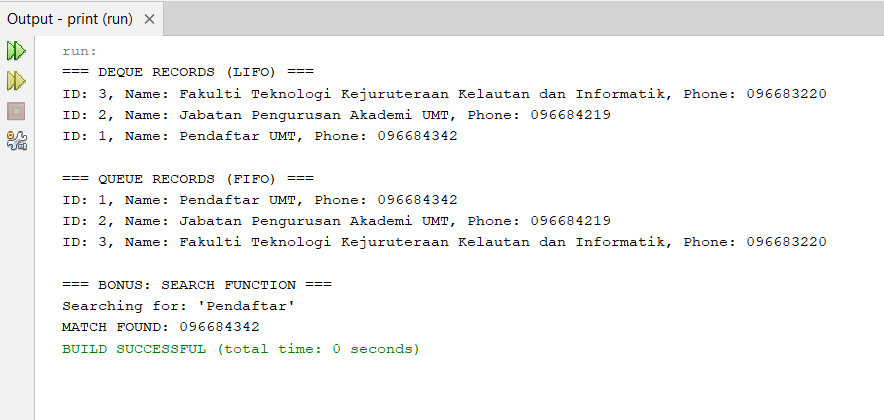 Output - print (run)
run:
=== DEQUE RECORDS (LIFO) ===
ID: 3, Name: Fakulti Teknologi Kejuruteraan Kelautan dan Informatik, Phone: 096683220
ID: 2, Name: Jabatan Pengurusan Akademi UMT, Phone: 096684219
ID: 1, Name: Pendaftar UMT, Phone: 096684342
=== QUEUE RECORDS (FIFO) ===
ID: 1, Name: Pendaftar UMT, Phone: 096684342
ID: 2, Name: Jabatan Pengurusan Akademi UMT, Phone: 096684219
ID: 3, Name: Fakulti Teknologi Kejuruteraan Kelautan dan Informatik, Phone: 096683220
=== BONUS: SEARCH FUNCTION ===
Searching for: 'Pendaftar'
MATCH FOUND: 096684342
BUILD SUCCESSFUL (total time: 0 seconds)